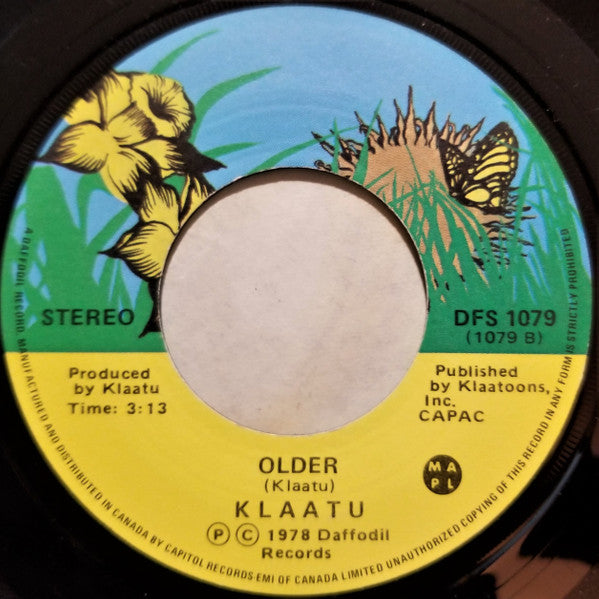 STEREO
DFS 1079
(1079 B)
Produced
by Klaatu
Time: 3:13
Published
by Klaatoons,
Inc.
CAPAC
OLDER
(Klaatu)
KLAATU
Ⓟ Ⓒ 1978 Daffodil
Records
M A
P L
A DAFFODIL RECORD. MANUFACTURED AND DISTRIBUTED IN CANADA BY CAPITOL RECORDS-EMI OF CANADA LIMITED UNAUTHORIZED COPYING OF THIS RECORD IN ANY FORM IS STRICTLY PROHIBITED